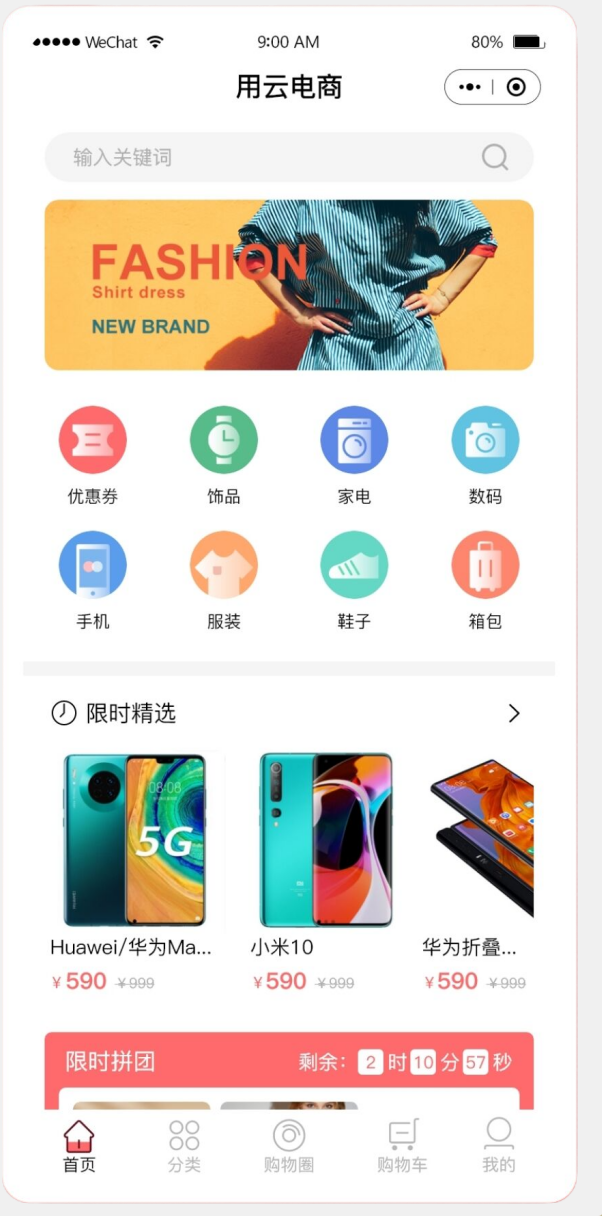 WeChat 9:00 AM 80%
用云电商
输入关键词
FASHION
Shirt dress
NEW BRAND
优惠券 饰品 家电 数码
手机 服装 鞋子 箱包
限时精选
08:08
5G
Huawei/华为Ma... 小米10 华为折叠...
¥590 ¥999 ¥590 ¥999 ¥590 ¥999
限时拼团 剩余: 2 时 10 分 57 秒
首页 分类 购物圈 购物车 我的